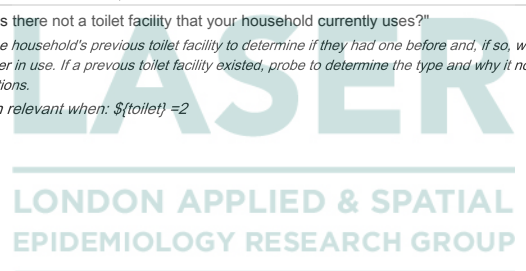 s there not a toilet facility that your household currently uses?"
e household's previous toilet facility to determine if they had one before and, if so, w
er in use. If a prevous toilet facility existed, probe to determine the type and why it no
tions.
n relevant when: ${toilet} =2
LASER
LONDON APPLIED & SPATIAL
EPIDEMIOLOGY RESEARCH GROUP